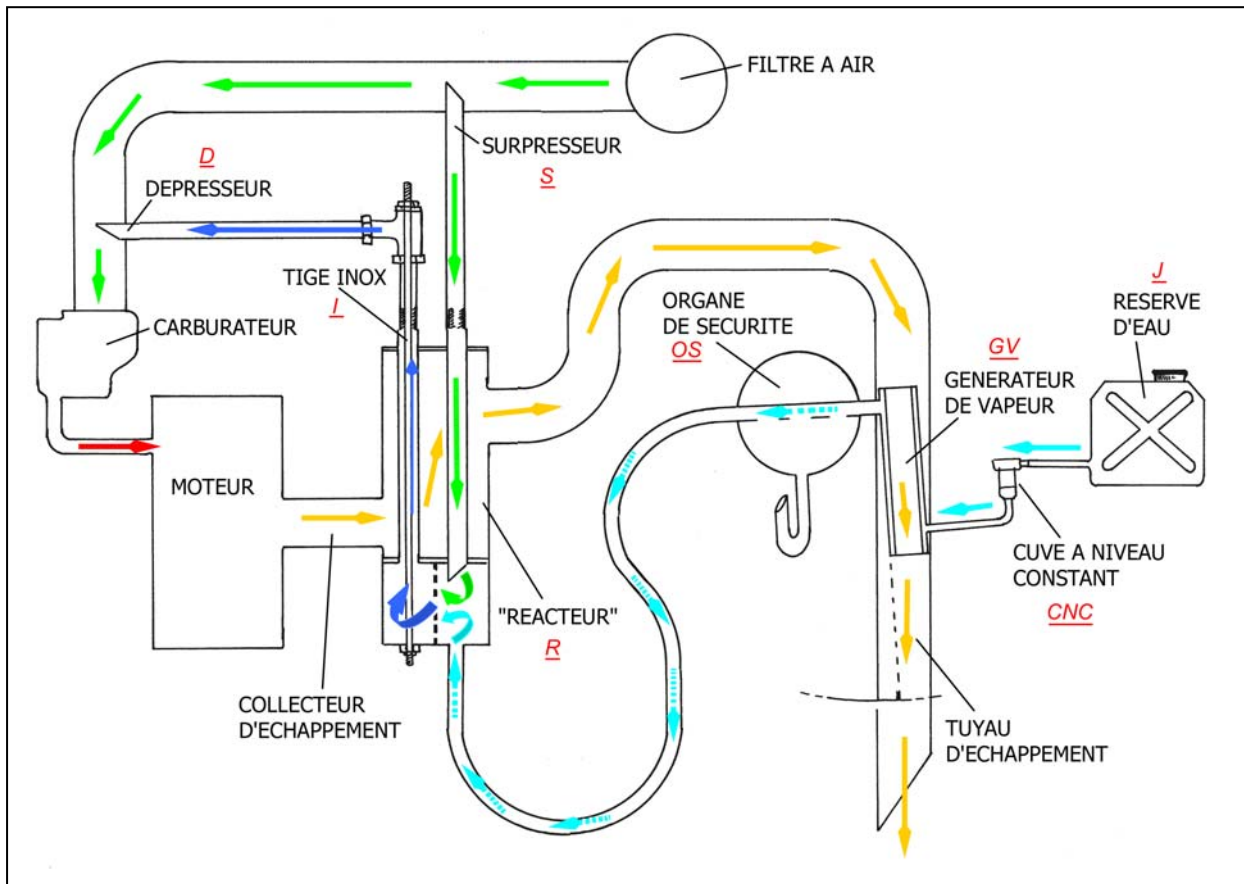 FILTRE A AIR
SURPRESSEUR
S
D
DEPRESSEUR
TIGE INOX
I
CARBURATEUR
ORGANE
DE SECURITE
OS
GV
GENERATEUR
DE VAPEUR
J
RESERVE
D'EAU
MOTEUR
CUVE A NIVEAU
CONSTANT
CNC
"REACTEUR"
R
COLLECTEUR
D'ECHAPPEMENT
TUYAU
D'ECHAPPEMENT